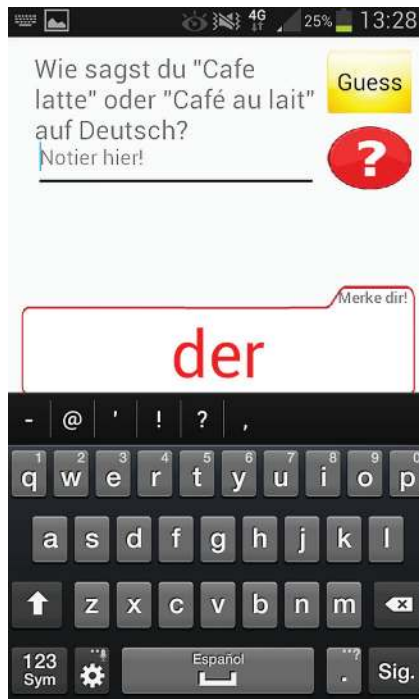 4G 25% 13:28
Wie sagst du "Cafe
latte" oder "Café au lait"
auf Deutsch?
Guess
Notier hier!
?
Merke dir!
der
- @ ' ! ? ,
1 2 3 4 5 6 7 8 9 0
q w e r t y u i o p
a s d f g h j k l
z x c v b n m
123
Sym
Español
...?
.
Sig.